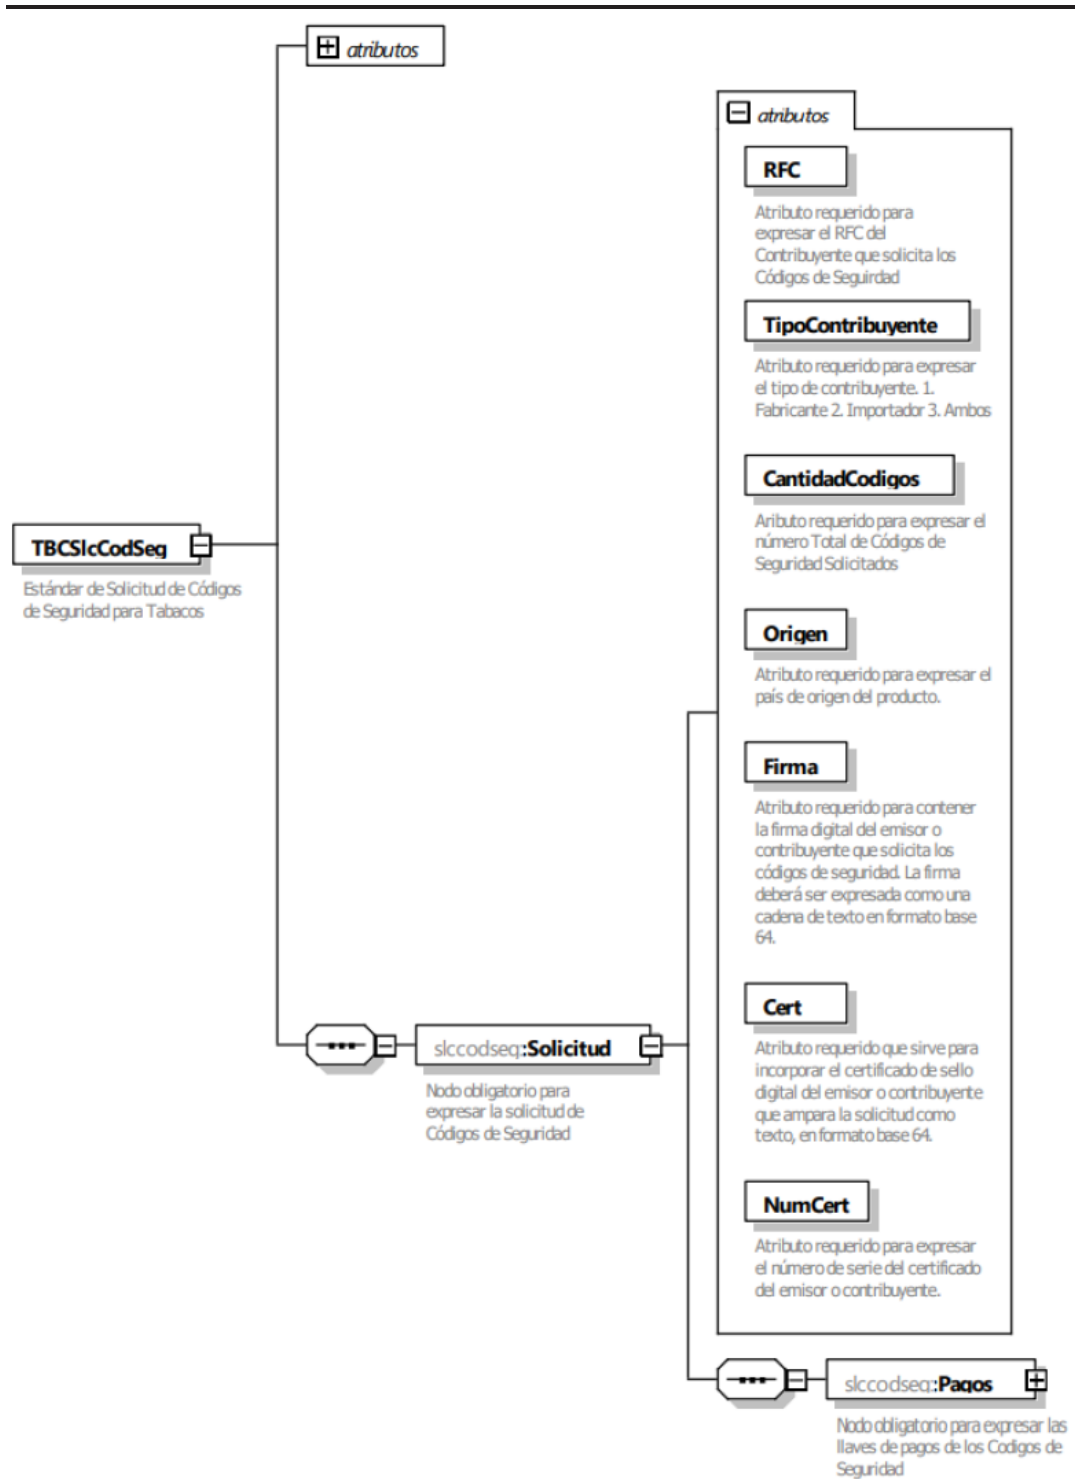 atributos
atributos
RFC
Atributo requerido para
expresar el RFC del
Contribuyente que solicita los
Códigos de Seguirdad
TipoContribuyente
Atributo requerido para expresar
el tipo de contribuyente. 1.
Fabricante 2. Importador 3. Ambos
CantidadCodigos
Aributo requerido para expresar el
número Total de Códigos de
Seguridad Solicitados
TBCSlcCodSeg
Estándar de Solicitud de Códigos
de Seguridad para Tabacos
Origen
Atributo requerido para expresar el
país de origen del producto.
Firma
Atributo requerido para contener
la firma digital del emisor o
contribuyente que solicita los
códigos de seguridad. La firma
deberá ser expresada como una
cadena de texto en formato base
64.
Cert
Atributo requerido que sirve para
incorporar el certificado de sello
digital del emisor o contribuyente
que ampara la solicitud como
texto, en formato base 64.
slccodseg:Solicitud
Nodo obligatorio para
expresar la solicitud de
Códigos de Seguridad
NumCert
Atributo requerido para expresar
el número de serie del certificado
del emisor o contribuyente.
slccodseg:Pagos
Nodo obligatorio para expresar las
llaves de pagos de los Codigos de
Seguridad